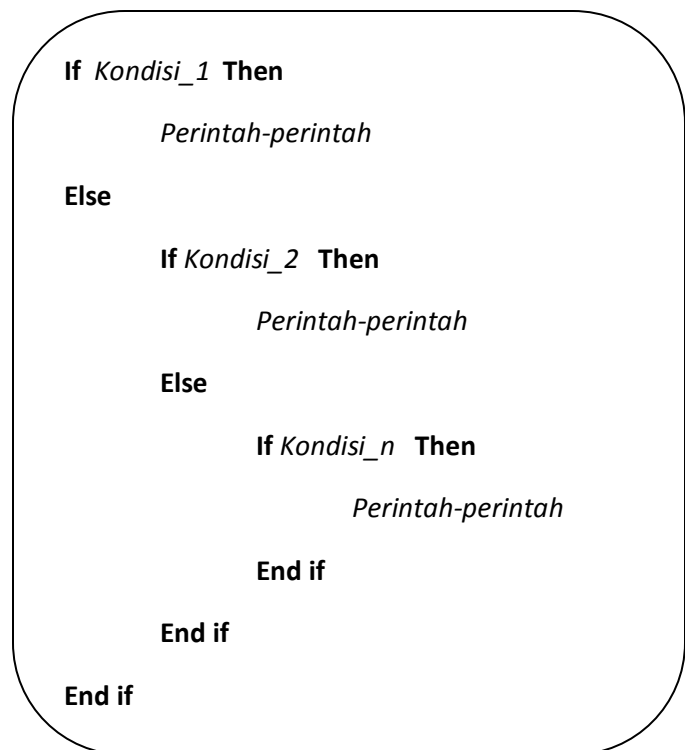 If Kondisi_1 Then
Perintah-perintah
Else
If Kondisi_2 Then
Perintah-perintah
Else
If Kondisi_n Then
Perintah-perintah
End if
End if
End if